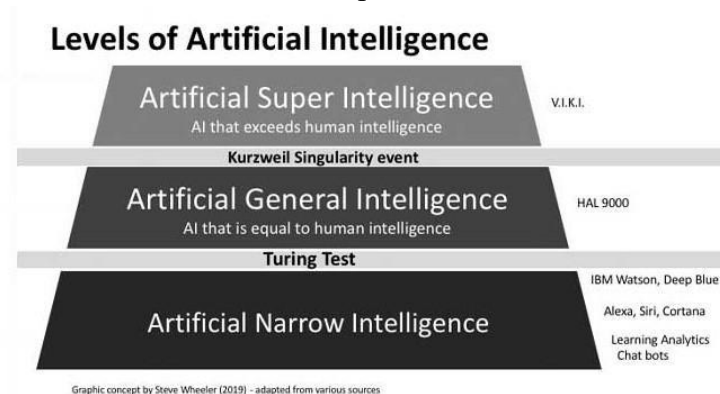 Levels of Artificial Intelligence
Artificial Super Intelligence
AI that exceeds human intelligence
V.I.K.I.
Kurzweil Singularity event
Artificial General Intelligence
AI that is equal to human intelligence
HAL 9000
Turing Test
IBM Watson, Deep Blue
Artificial Narrow Intelligence
Alexa, Siri, Cortana
Learning Analytics
Chat bots
Graphic concept by Steve Wheeler (2019) - adapted from various sources